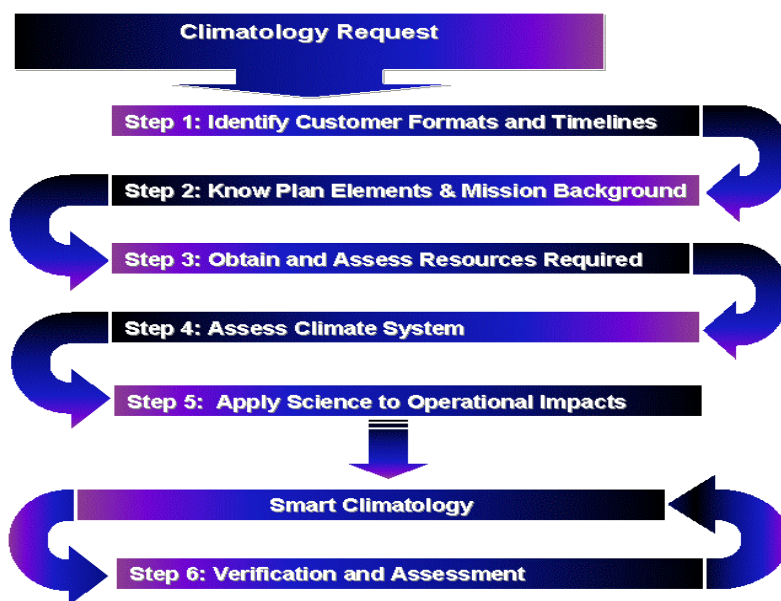 Climatology Request
Step 1: Identify Customer Formats and Timelines
Step 2: Know Plan Elements & Mission Background
Step 3: Obtain and Assess Resources Required
Step 4: Assess Climate System
Step 5:  Apply Science to Operational Impacts
Smart Climatology
Step 6: Verification and Assessment